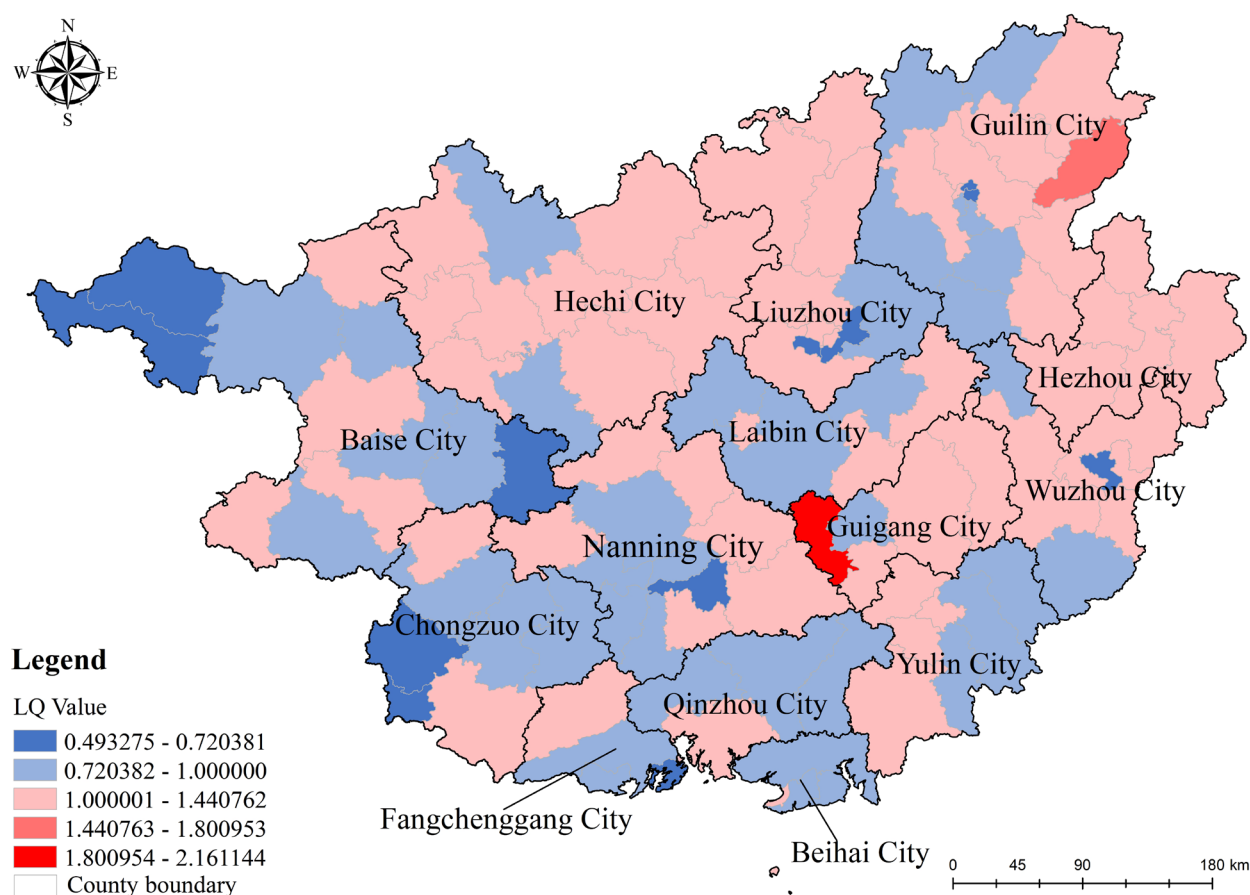 N
W E
S
Guilin City
Hechi City
Liuzhou City
Hezhou City
Baise City
Laibin City
Wuzhou City
Guigang City
Nanning City
Chongzuo City
Yulin City
Qinzhou City
Fangchenggang City
Beihai City
Legend
LQ Value
0.493275 - 0.720381
0.720382 - 1.000000
1.000001 - 1.440762
1.440763 - 1.800953
1.800954 - 2.161144
County boundary
0 45 90 180 km